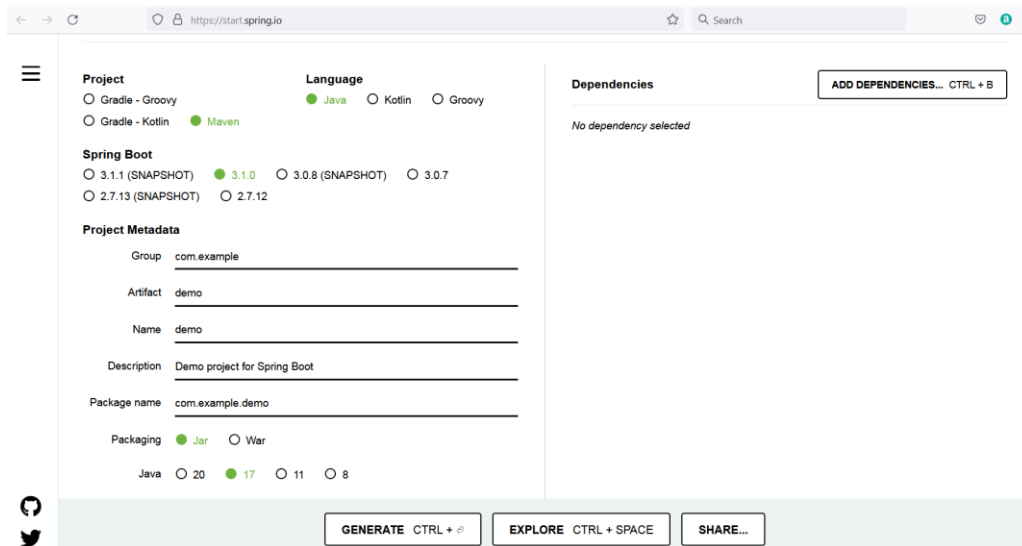 https://start.spring.io
Search
Project
Gradle - Groovy
Gradle - Kotlin Maven
Language
Java Kotlin Groovy
Spring Boot
3.1.1 (SNAPSHOT) 3.1.0 3.0.8 (SNAPSHOT) 3.0.7
2.7.13 (SNAPSHOT) 2.7.12
Project Metadata
Group com.example
Artifact demo
Name demo
Description Demo project for Spring Boot
Package name com.example.demo
Packaging Jar War
Java 20 17 11 8
Dependencies
ADD DEPENDENCIES... CTRL + B
No dependency selected
GENERATE CTRL + ⏎
EXPLORE CTRL + SPACE
SHARE...